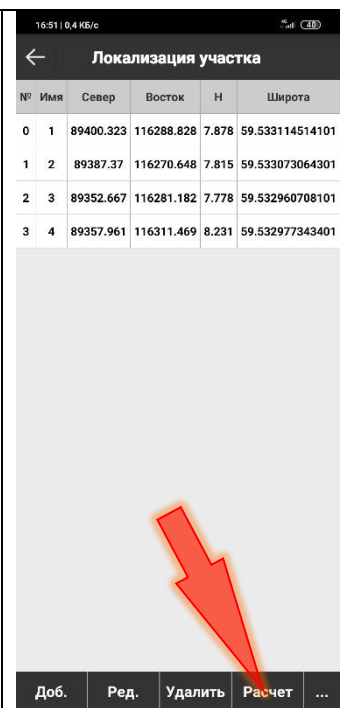 16:51 | 0,4 КБ/с 4G 40
Локализация участка
№ Имя Север Восток H Широта
0 1 89400.323 116288.828 7.878 59.533114514101
1 2 89387.37 116270.648 7.815 59.533073064301
2 3 89352.667 116281.182 7.778 59.532960708101
3 4 89357.961 116311.469 8.231 59.532977343401
Доб. Ред. Удалить Расчет ...